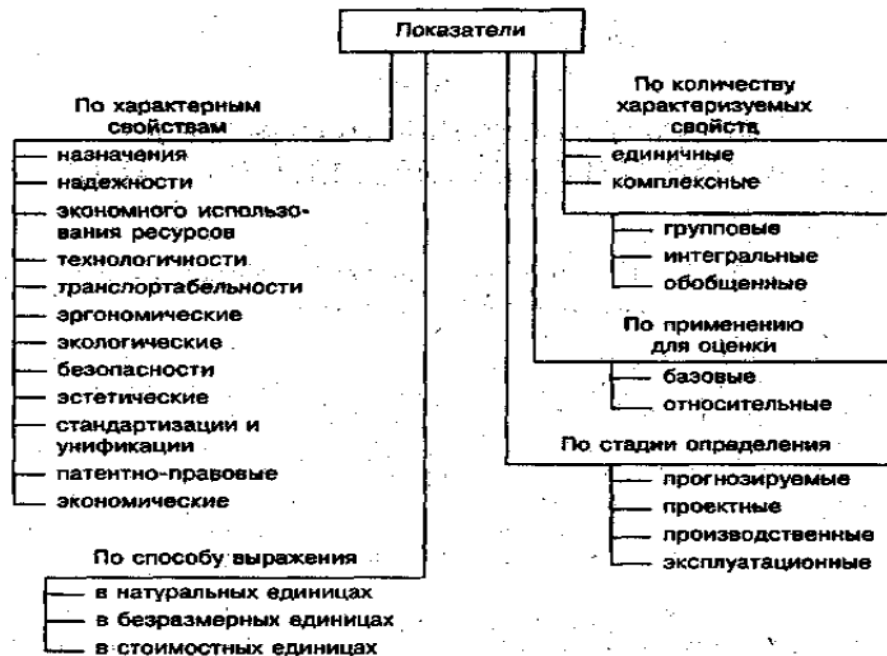 Показатели
По характерным
свойствам
назначения
надежности
экономного использо-
вания ресурсов
технологичности
транспортабельности
эргономические
экологические
безопасности
эстетические
стандартизации и
унификации
патентно-правовые
экономические
По способу выражения
в натуральных единицах
в безразмерных единицах
в стоимостных единицах
По количеству
характеризуемых
свойств
единичные
комплексные
групповые
интегральные
обобщенные
По применению
для оценки
базовые
относительные
По стадии определения
прогнозируемые
проектные
производственные
эксплуатационные